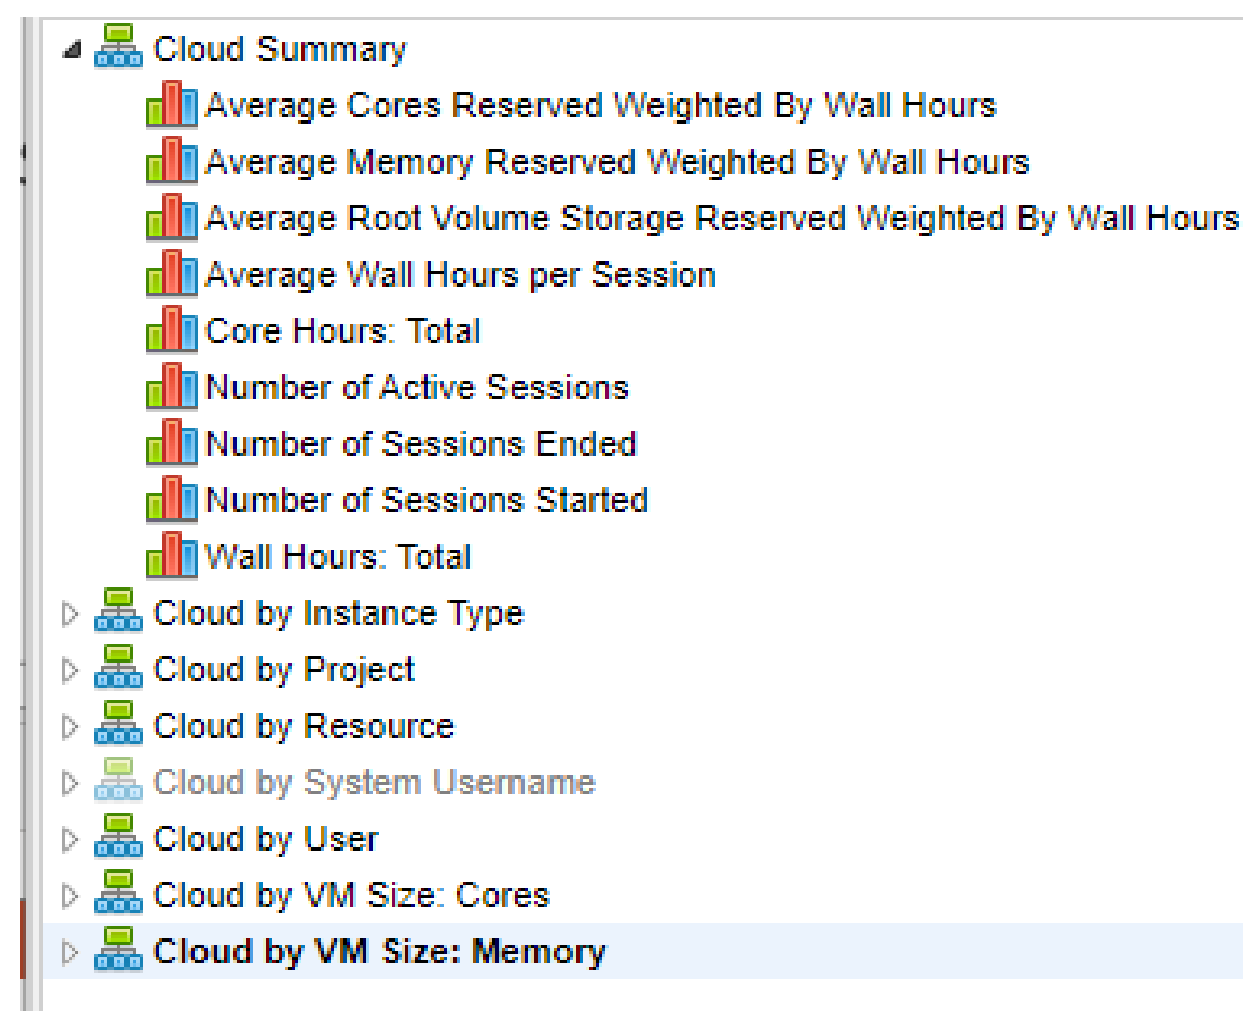 Cloud Summary
Average Cores Reserved Weighted By Wall Hours
Average Memory Reserved Weighted By Wall Hours
Average Root Volume Storage Reserved Weighted By Wall Hours
Average Wall Hours per Session
Core Hours: Total
Number of Active Sessions
Number of Sessions Ended
Number of Sessions Started
Wall Hours: Total
Cloud by Instance Type
Cloud by Project
Cloud by Resource
Cloud by System Username
Cloud by User
Cloud by VM Size: Cores
Cloud by VM Size: Memory